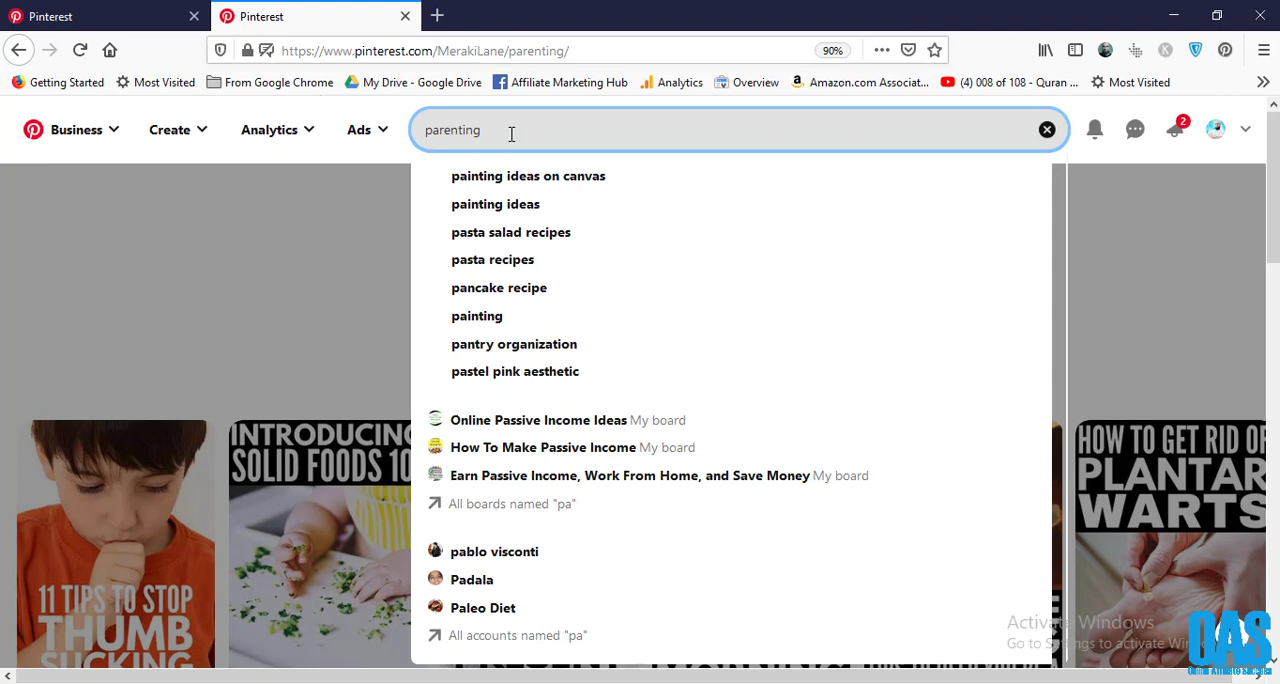 Pinterest
Pinterest
https://www.pinterest.com/MerakiLane/parenting/
90%
Getting Started
Most Visited
From Google Chrome
My Drive - Google Drive
Affiliate Marketing Hub
Analytics
Overview
Amazon.com Associat...
(4) 008 of 108 - Quran ...
Most Visited
Business
Create
Analytics
Ads
parenting
2
painting ideas on canvas
painting ideas
pasta salad recipes
pasta recipes
pancake recipe
painting
pantry organization
pastel pink aesthetic
Online Passive Income Ideas My board
How To Make Passive Income My board
Earn Passive Income, Work From Home, and Save Money My board
All boards named "pa"
pablo visconti
Padala
Paleo Diet
All accounts named "pa"
11 TIPS TO STOP
THUMB
SUCKING
INTRODUCING
SOLID FOODS 10
HOW TO GET RID OF
PLANTAR
WARTS
Activate Windows
Go to Settings to activate
OAS